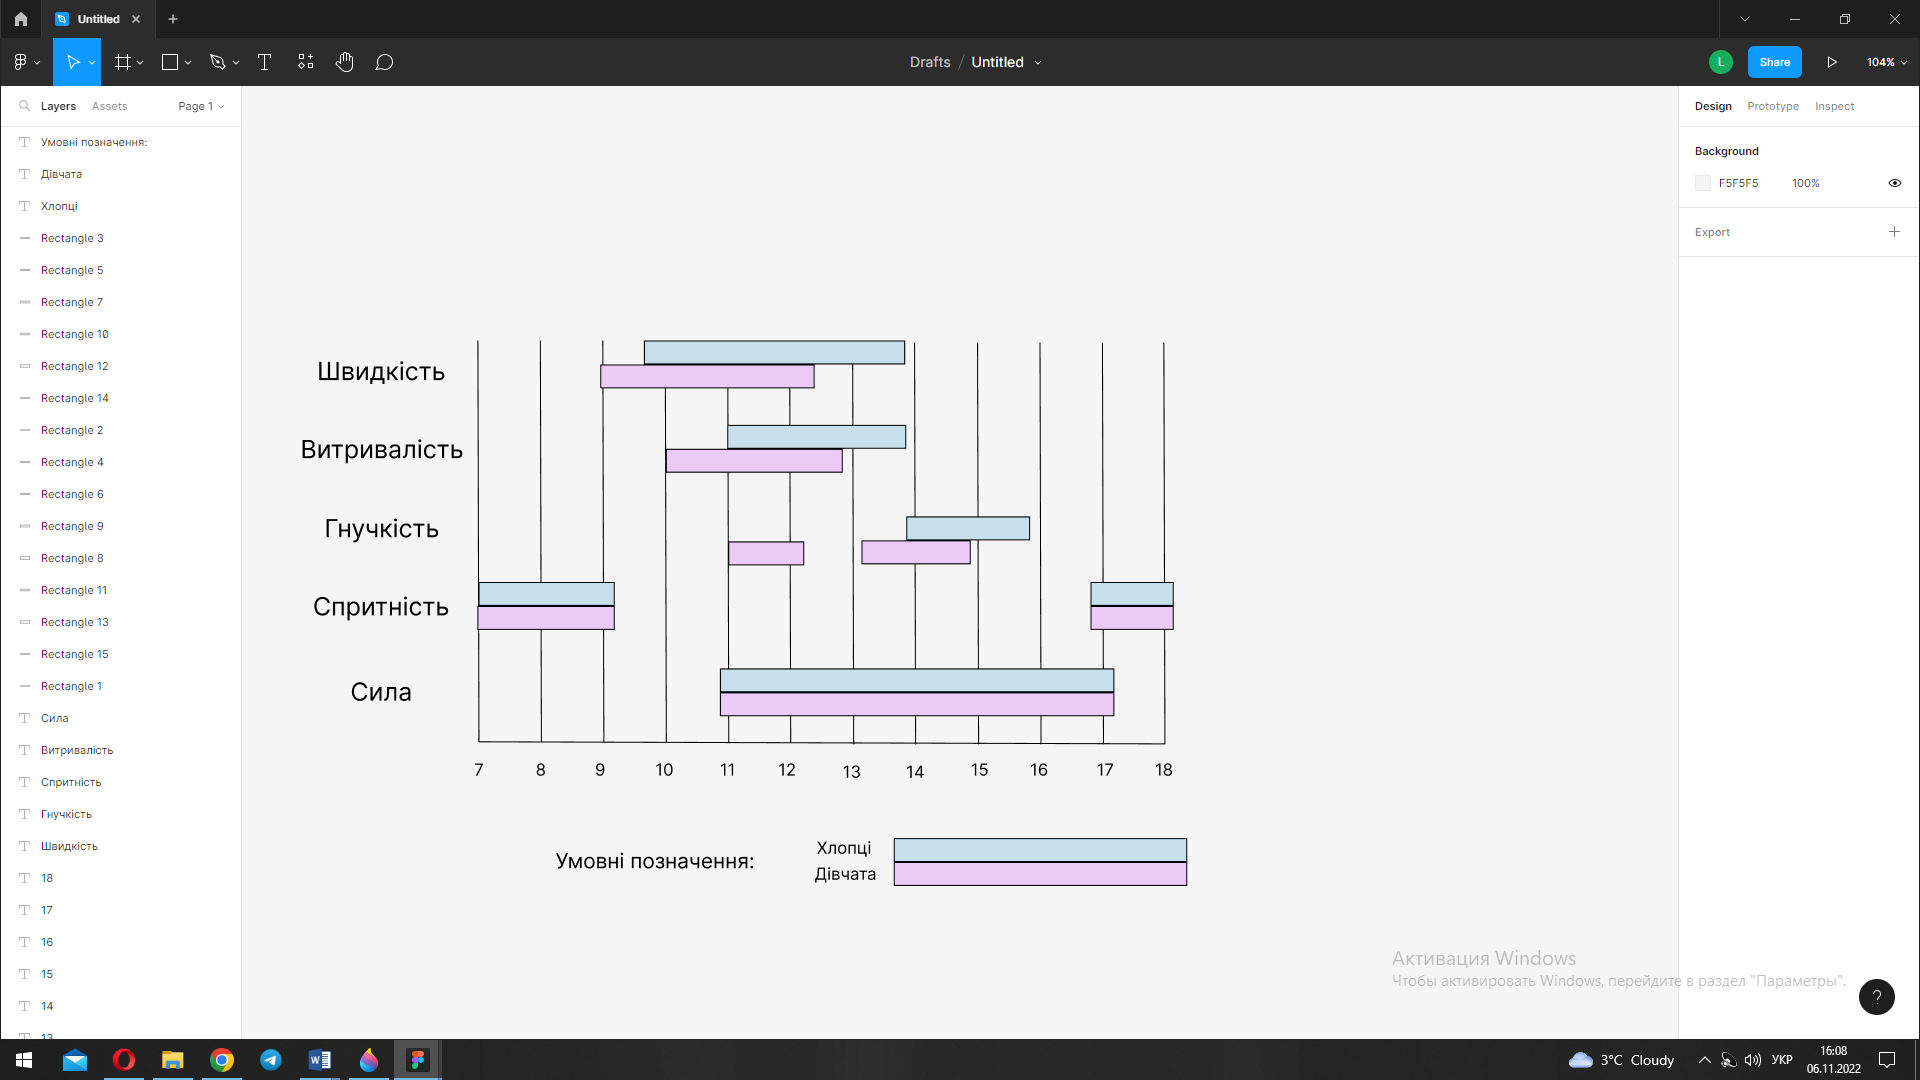 Untitled
Drafts / Untitled
L
Share
104%
Layers
Assets
Page 1
Design
Prototype
Inspect
Умовні позначення:
Дівчата
Хлопці
Rectangle 3
Rectangle 5
Rectangle 7
Rectangle 10
Rectangle 12
Rectangle 14
Rectangle 2
Rectangle 4
Rectangle 6
Rectangle 9
Rectangle 8
Rectangle 11
Rectangle 13
Rectangle 15
Rectangle 1
Сила
Витривалість
Спритність
Гнучкість
Швидкість
18
17
16
15
14
13
Background
F5F5F5 100%
Export
Швидкість
Витривалість
Гнучкість
Спритність
Сила
7 8 9 10 11 12 13 14 15 16 17 18
Умовні позначення:
Хлопці
Дівчата
Активация Windows
Чтобы активировать Windows, перейдите в раздел "Параметры".
?
3°C Cloudy
УКР
16:08
06.11.2022